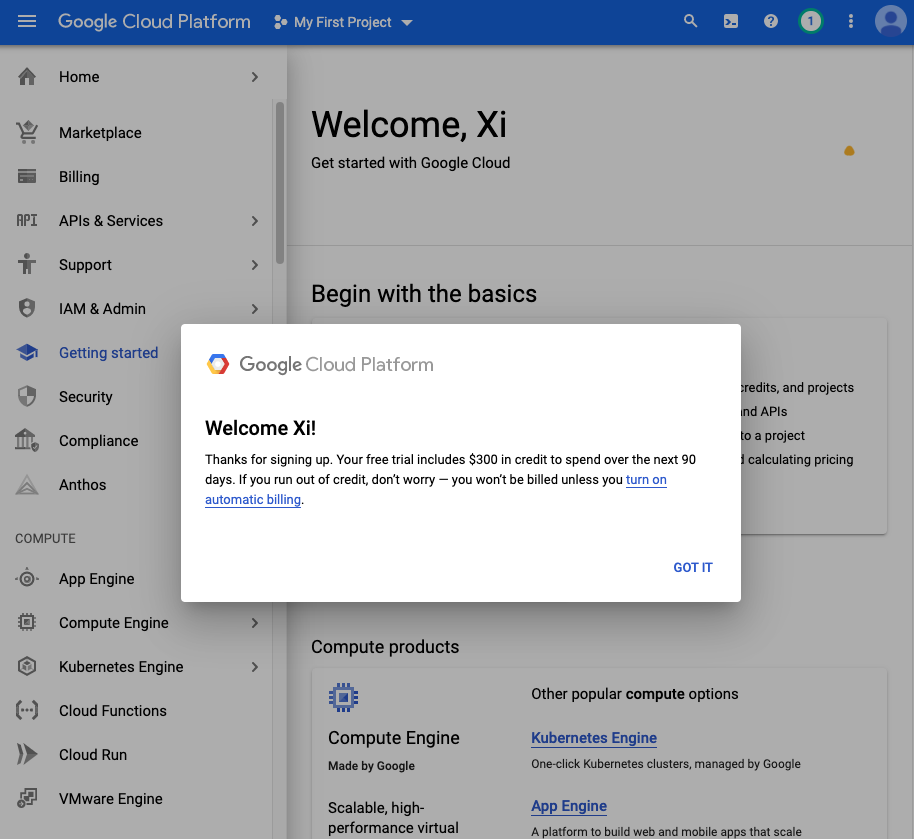 Google Cloud Platform
My First Project
1
Home
Marketplace
Billing
API
APIs & Services
Support
IAM & Admin
Getting started
Security
Compliance
Anthos
COMPUTE
App Engine
Compute Engine
Kubernetes Engine
Cloud Functions
Cloud Run
VMware Engine
Welcome, Xi
Get started with Google Cloud
Begin with the basics
credits, and projects
and APIs
to a project
calculating pricing
Google Cloud Platform
Welcome Xi!
Thanks for signing up. Your free trial includes $300 in credit to spend over the next 90
days. If you run out of credit, don't worry — you won't be billed unless you turn on
automatic billing.
GOT IT
Compute products
Compute Engine
Made by Google
Scalable, high-
performance virtual
Other popular compute options
Kubernetes Engine
One-click Kubernetes clusters, managed by Google
App Engine
A platform to build web and mobile apps that scale